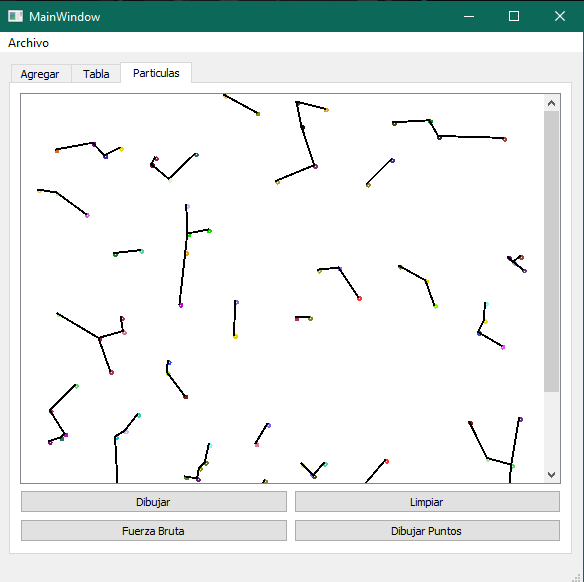 MainWindow
Archivo
Agregar Tabla Particulas
Dibujar Limpiar
Fuerza Bruta Dibujar Puntos